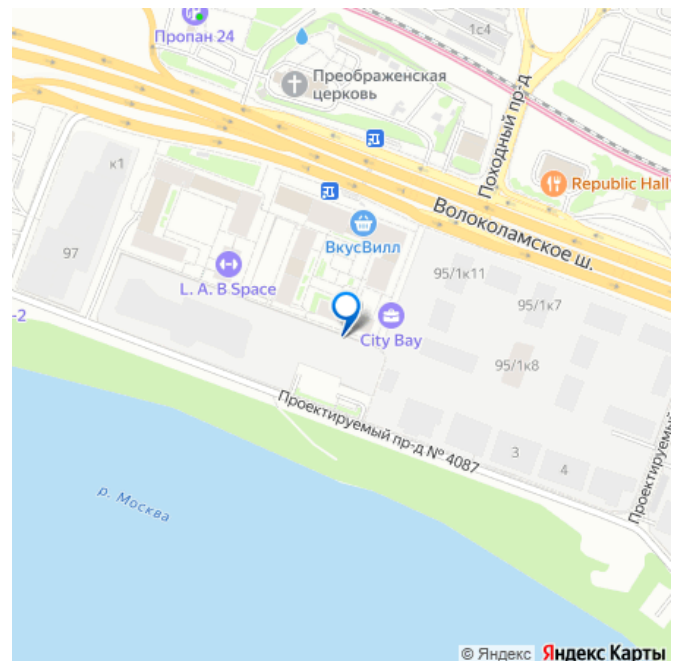 Пропан 24
1с4
Преображенская
церковь
Походный пр-д
к1
Republic Hall
Волоколамское ш.
ВкусВилл
97
L. A. B Space
95/1к11
95/1к7
-2
City Bay
95/1к8
Проектируемый пр-д № 4087
3
4
Проектируемый
р. Москва
© Яндекс Яндекс Карты